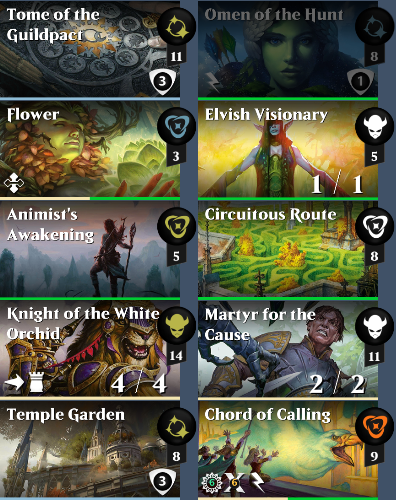 Tome of the
Guildpact
11
3
Omen of the Hunt
8
1
Flower
3
Elvish Visionary
5
1 / 1
Animist's
Awakening
5
Circuitous Route
8
Knight of the White
Orchid
14
4 / 4
Martyr for the
Cause
11
2 / 2
Temple Garden
8
3
Chord of Calling
9
6
X
6